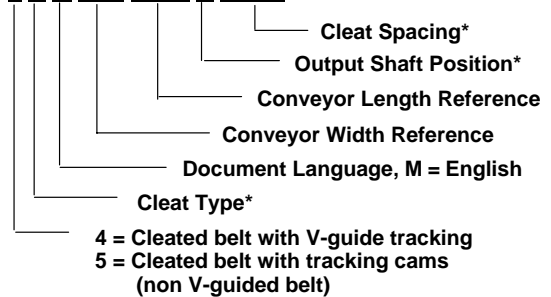 Cleat Spacing*
Output Shaft Position*
Conveyor Length Reference
Conveyor Width Reference
Document Language, M = English
Cleat Type*
4 = Cleated belt with V-guide tracking
5 = Cleated belt with tracking cams
(non V-guided belt)